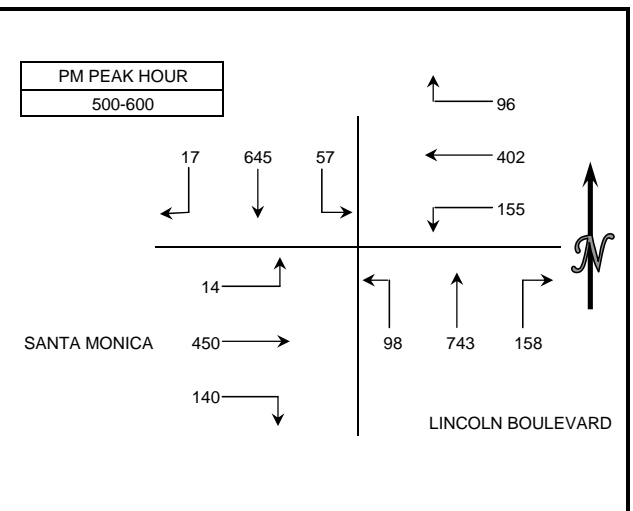 PM PEAK HOUR
500-600
96
17 645 57
402
155
N
14
SANTA MONICA 450
98 743 158
140
LINCOLN BOULEVARD